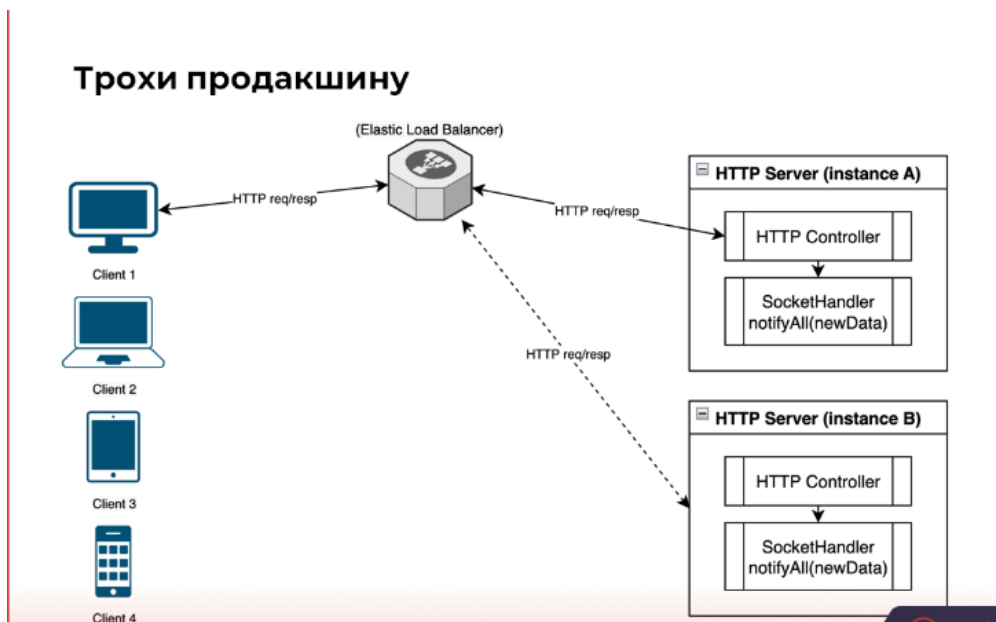 Трохи продакшину
(Elastic Load Balancer)
HTTP req/resp
HTTP req/resp
HTTP req/resp
Client 1
Client 2
Client 3
Client 4
HTTP Server (instance A)
HTTP Controller
SocketHandler
notifyAll(newData)
HTTP Server (instance B)
HTTP Controller
SocketHandler
notifyAll(newData)